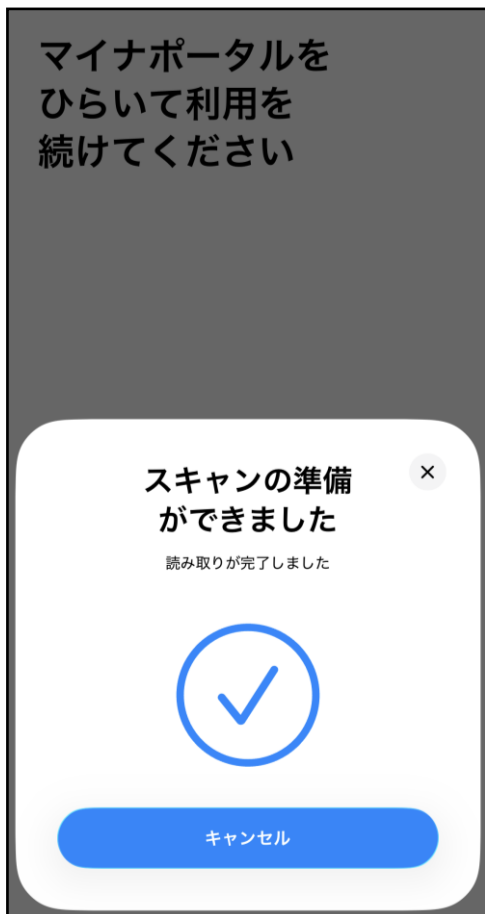 マイナポータルを
ひらいて利用を
続けてください
スキャンの準備
ができました
読み取りが完了しました
キャンセル